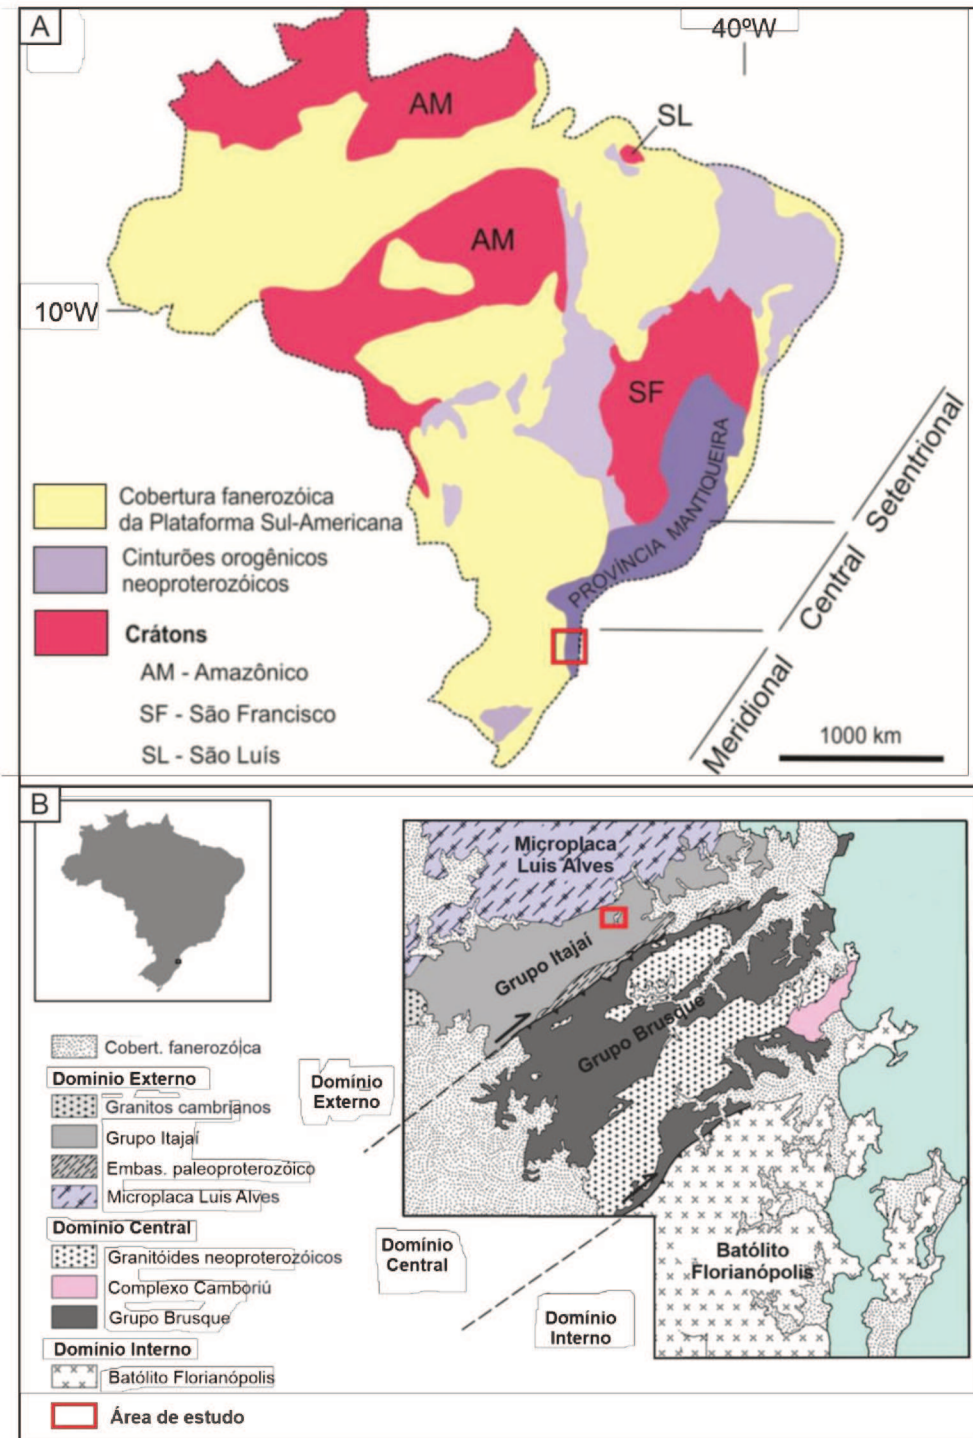 A
40ºW
AM
SL
AM
10ºW
SF
PROVÍNCIA MANTIQUEIRA
Setentrional
Central
Meridional
Cobertura fanerozóica
da Plataforma Sul-Americana
Cinturões orogênicos
neoproterozóicos
Crátons
AM - Amazônico
SF - São Francisco
SL - São Luís
1000 km
B
Microplaca
Luis Alves
Grupo Itajaí
Grupo Brusque
Cobert. fanerozóica
Domínio Externo
Granitos cambrianos
Grupo Itajaí
Embas. paleoproterozóico
Microplaca Luis Alves
Domínio Central
Granitóides neoproterozóicos
Complexo Camboriú
Grupo Brusque
Domínio Interno
Batólito Florianópolis
Domínio
Externo
Domínio
Central
Domínio
Interno
Batólito
Florianópolis
Área de estudo